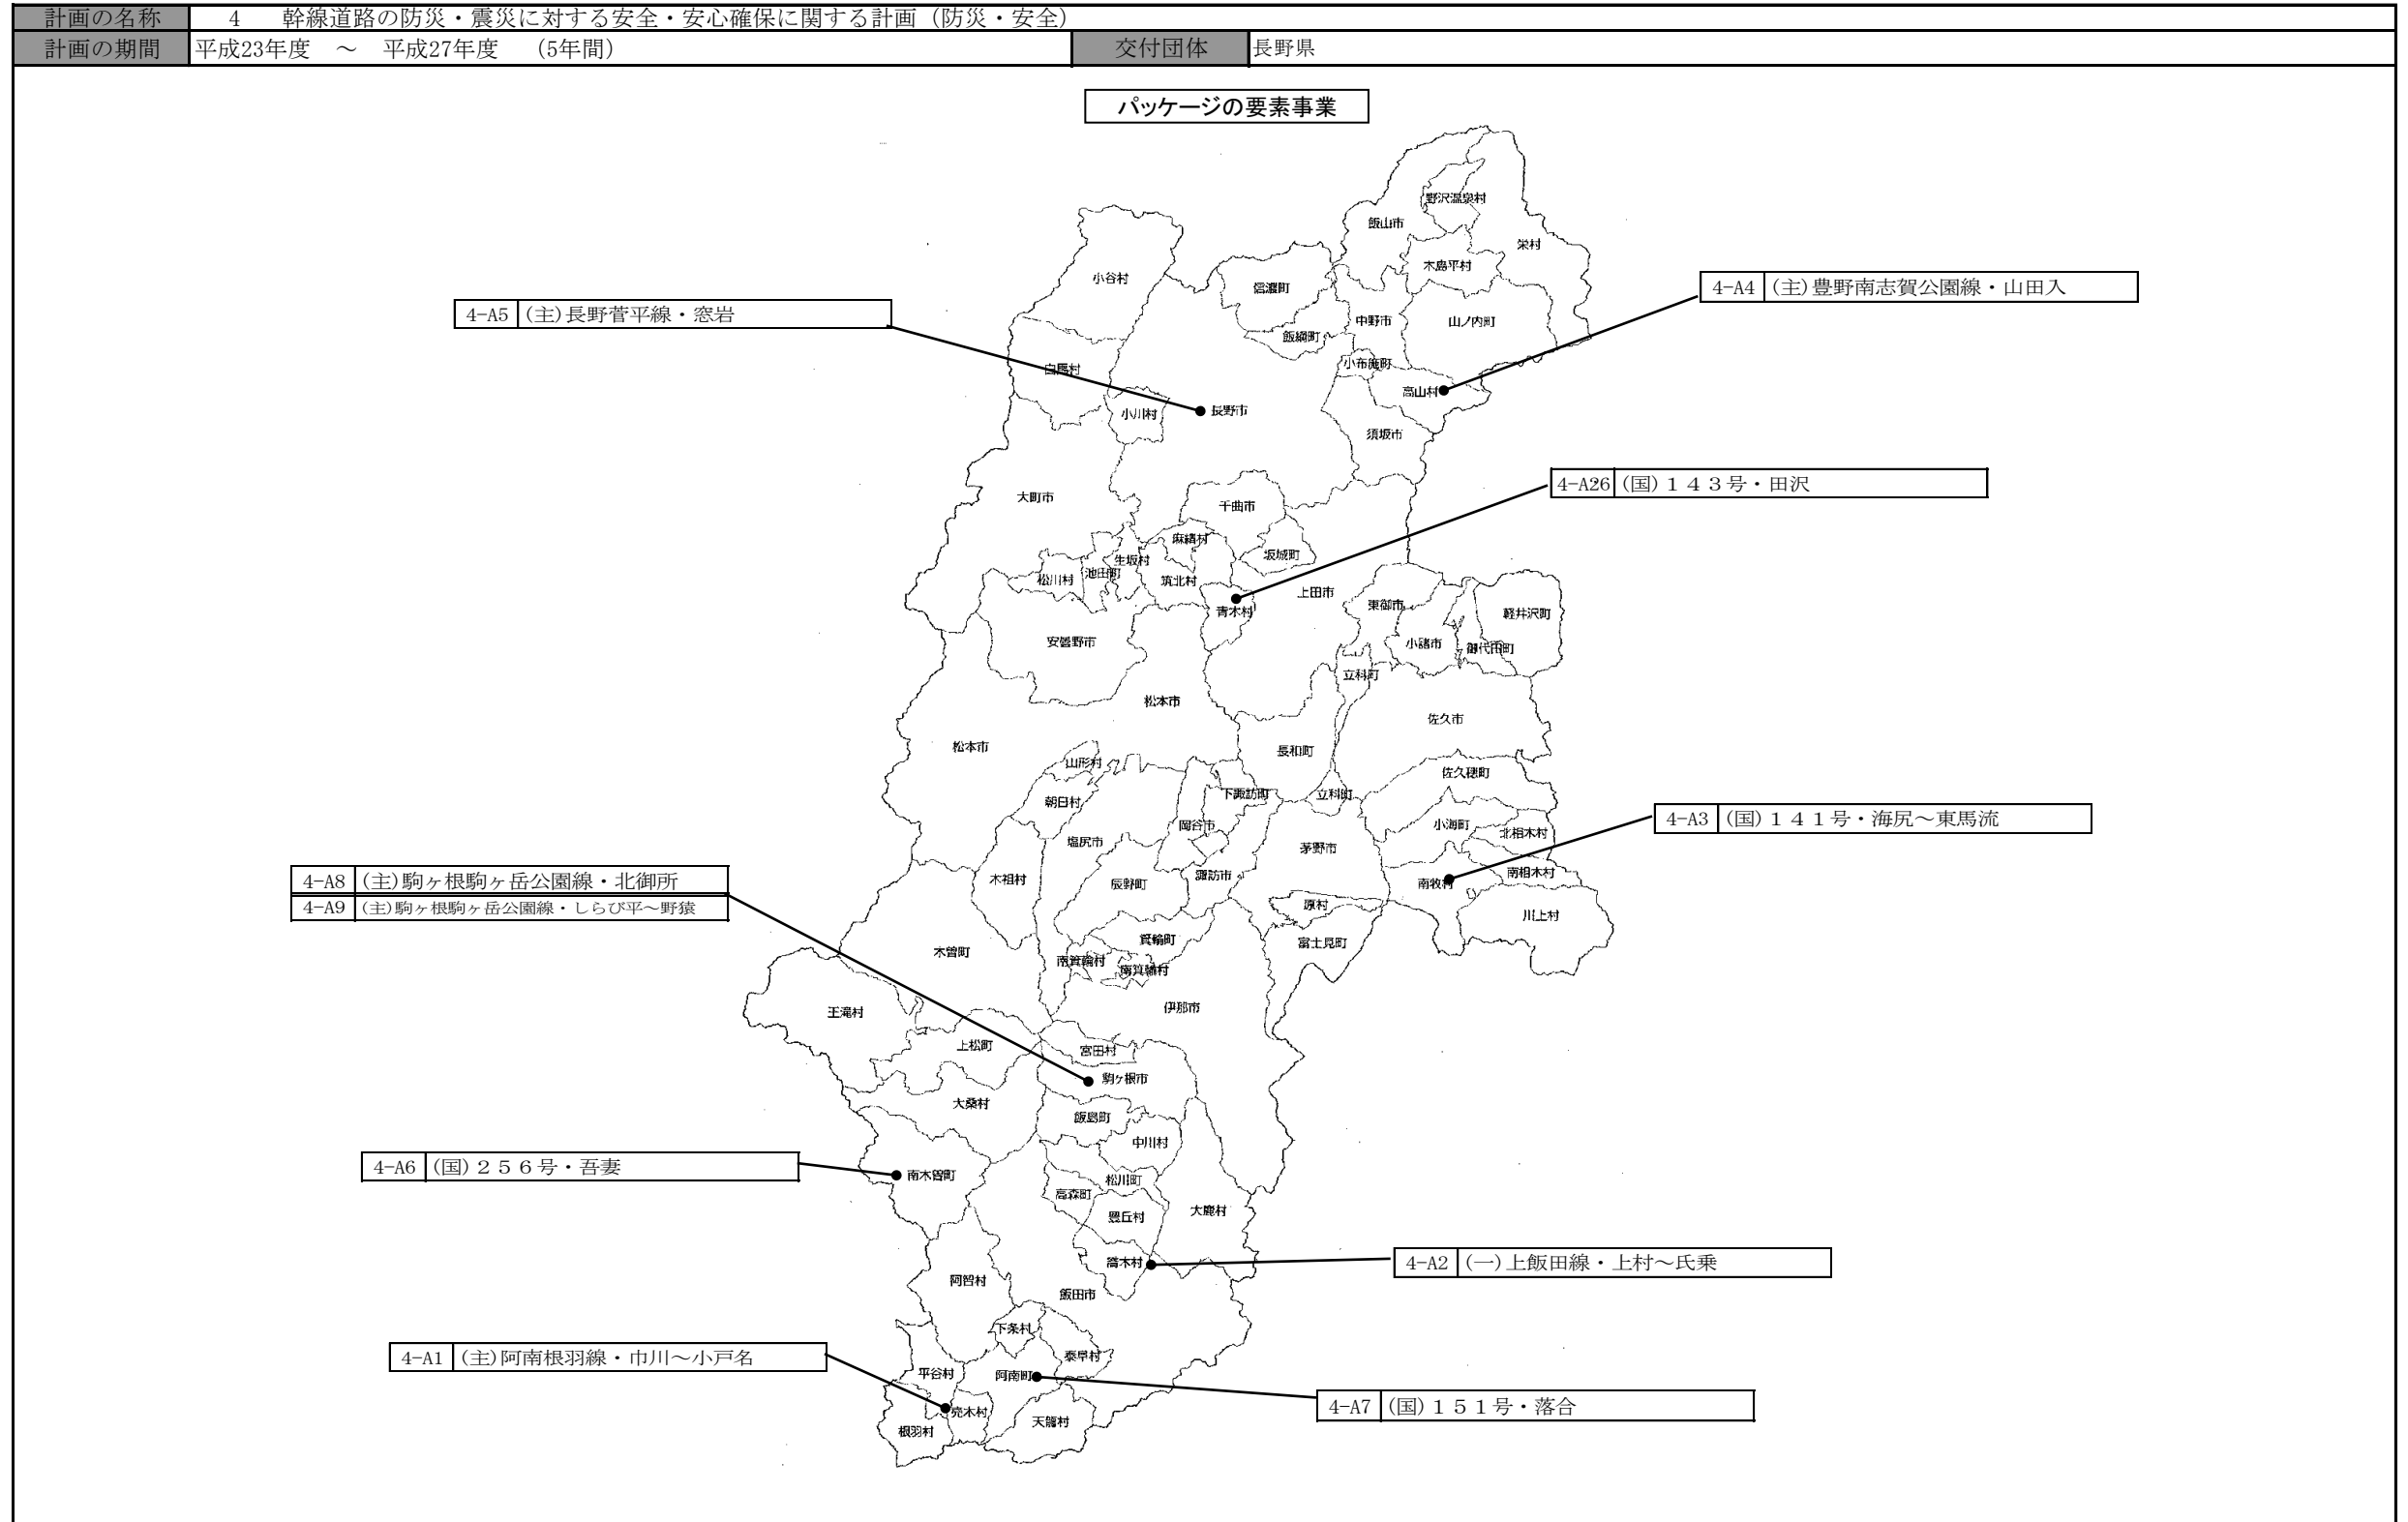 計画の名称 4 幹線道路の防災・震災に対する安全・安心確保に関する計画（防災・安全）
計画の期間 平成23年度 ～ 平成27年度 （5年間） 交付団体 長野県
パッケージの要素事業
野沢温泉村
飯山市
栄村
木島平村
小谷村
信濃町
4-A4 (主)豊野南志賀公園線・山田入
4-A5 (主)長野菅平線・窓岩
中野市
山ノ内町
飯綱町
小布施町
白馬村
高山村
小川村
長野市
須坂市
4-A26 (国)１４３号・田沢
大町市
千曲市
麻績村
坂城町
生坂村
池田町
松川村
筑北村
上田市
青木村
東御市
軽井沢町
安曇野市
小諸市
御代田町
立科町
松本市
佐久市
松本市
長和町
山形村
佐久穂町
朝日村
下諏訪町
立科町
4-A3 (国)１４１号・海尻～東馬流
岡谷市
小海町
北相木村
塩尻市
茅野市
4-A8 (主)駒ヶ根駒ヶ岳公園線・北御所
4-A9 (主)駒ヶ根駒ヶ岳公園線・しらび平～野猿
木祖村
辰野町
諏訪市
南牧村
南相木村
原村
川上村
箕輪町
富士見町
木曽町
南箕輪村
南箕輪村
伊那市
王滝村
上松町
宮田村
駒ヶ根市
大桑村
飯島町
中川村
4-A6 (国)２５６号・吾妻
南木曽町
松川町
高森町
大鹿村
豊丘村
喬木村
4-A2 (一)上飯田線・上村～氏乗
阿智村
飯田市
下条村
4-A1 (主)阿南根羽線・巾川～小戸名
泰阜村
平谷村
阿南町
4-A7 (国)１５１号・落合
売木村
天龍村
根羽村